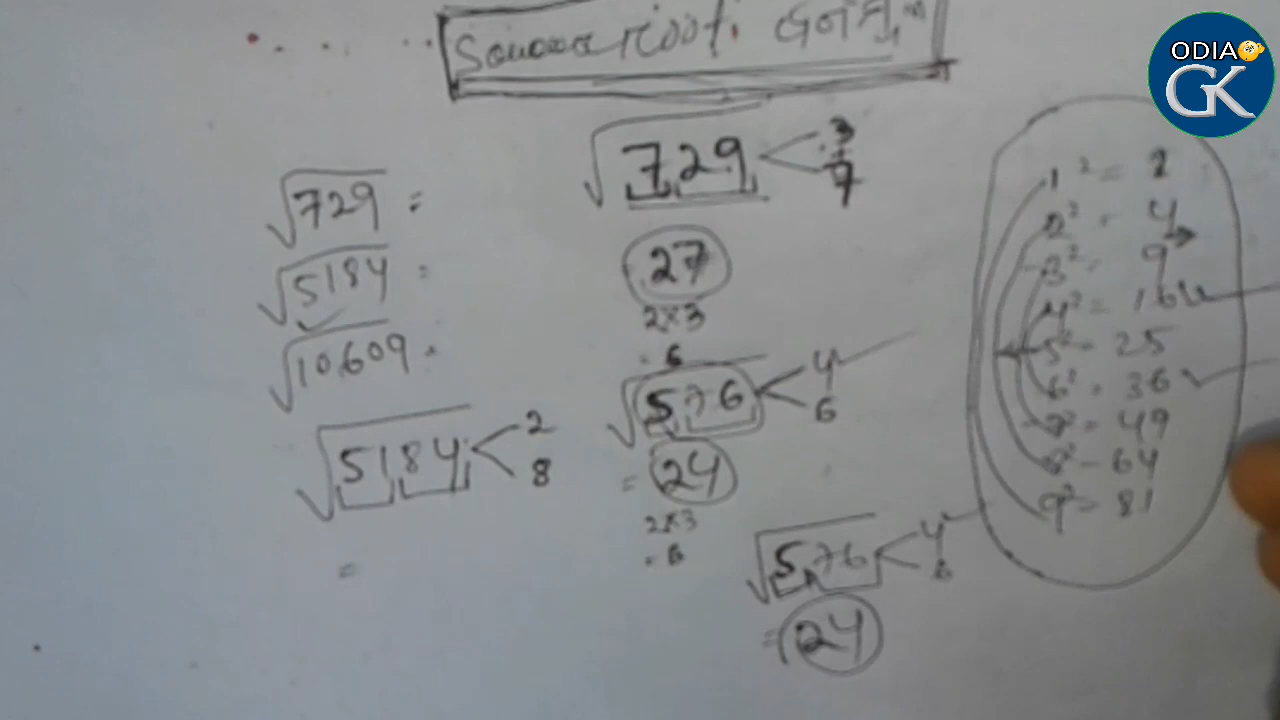 ODIA
GK
Square root.
√729 < 3
7
27
2×3
6
√729 =
√5184 =
√10,609 =
√5184 < 2
8
=
√576 < 4
6
= 24
2×3
= 6
√576 < 4
6
= 24
1² = 1
2² = 4
3² = 9
4² = 16
5² = 25
6² = 36
7² = 49
8² = 64
9² = 81